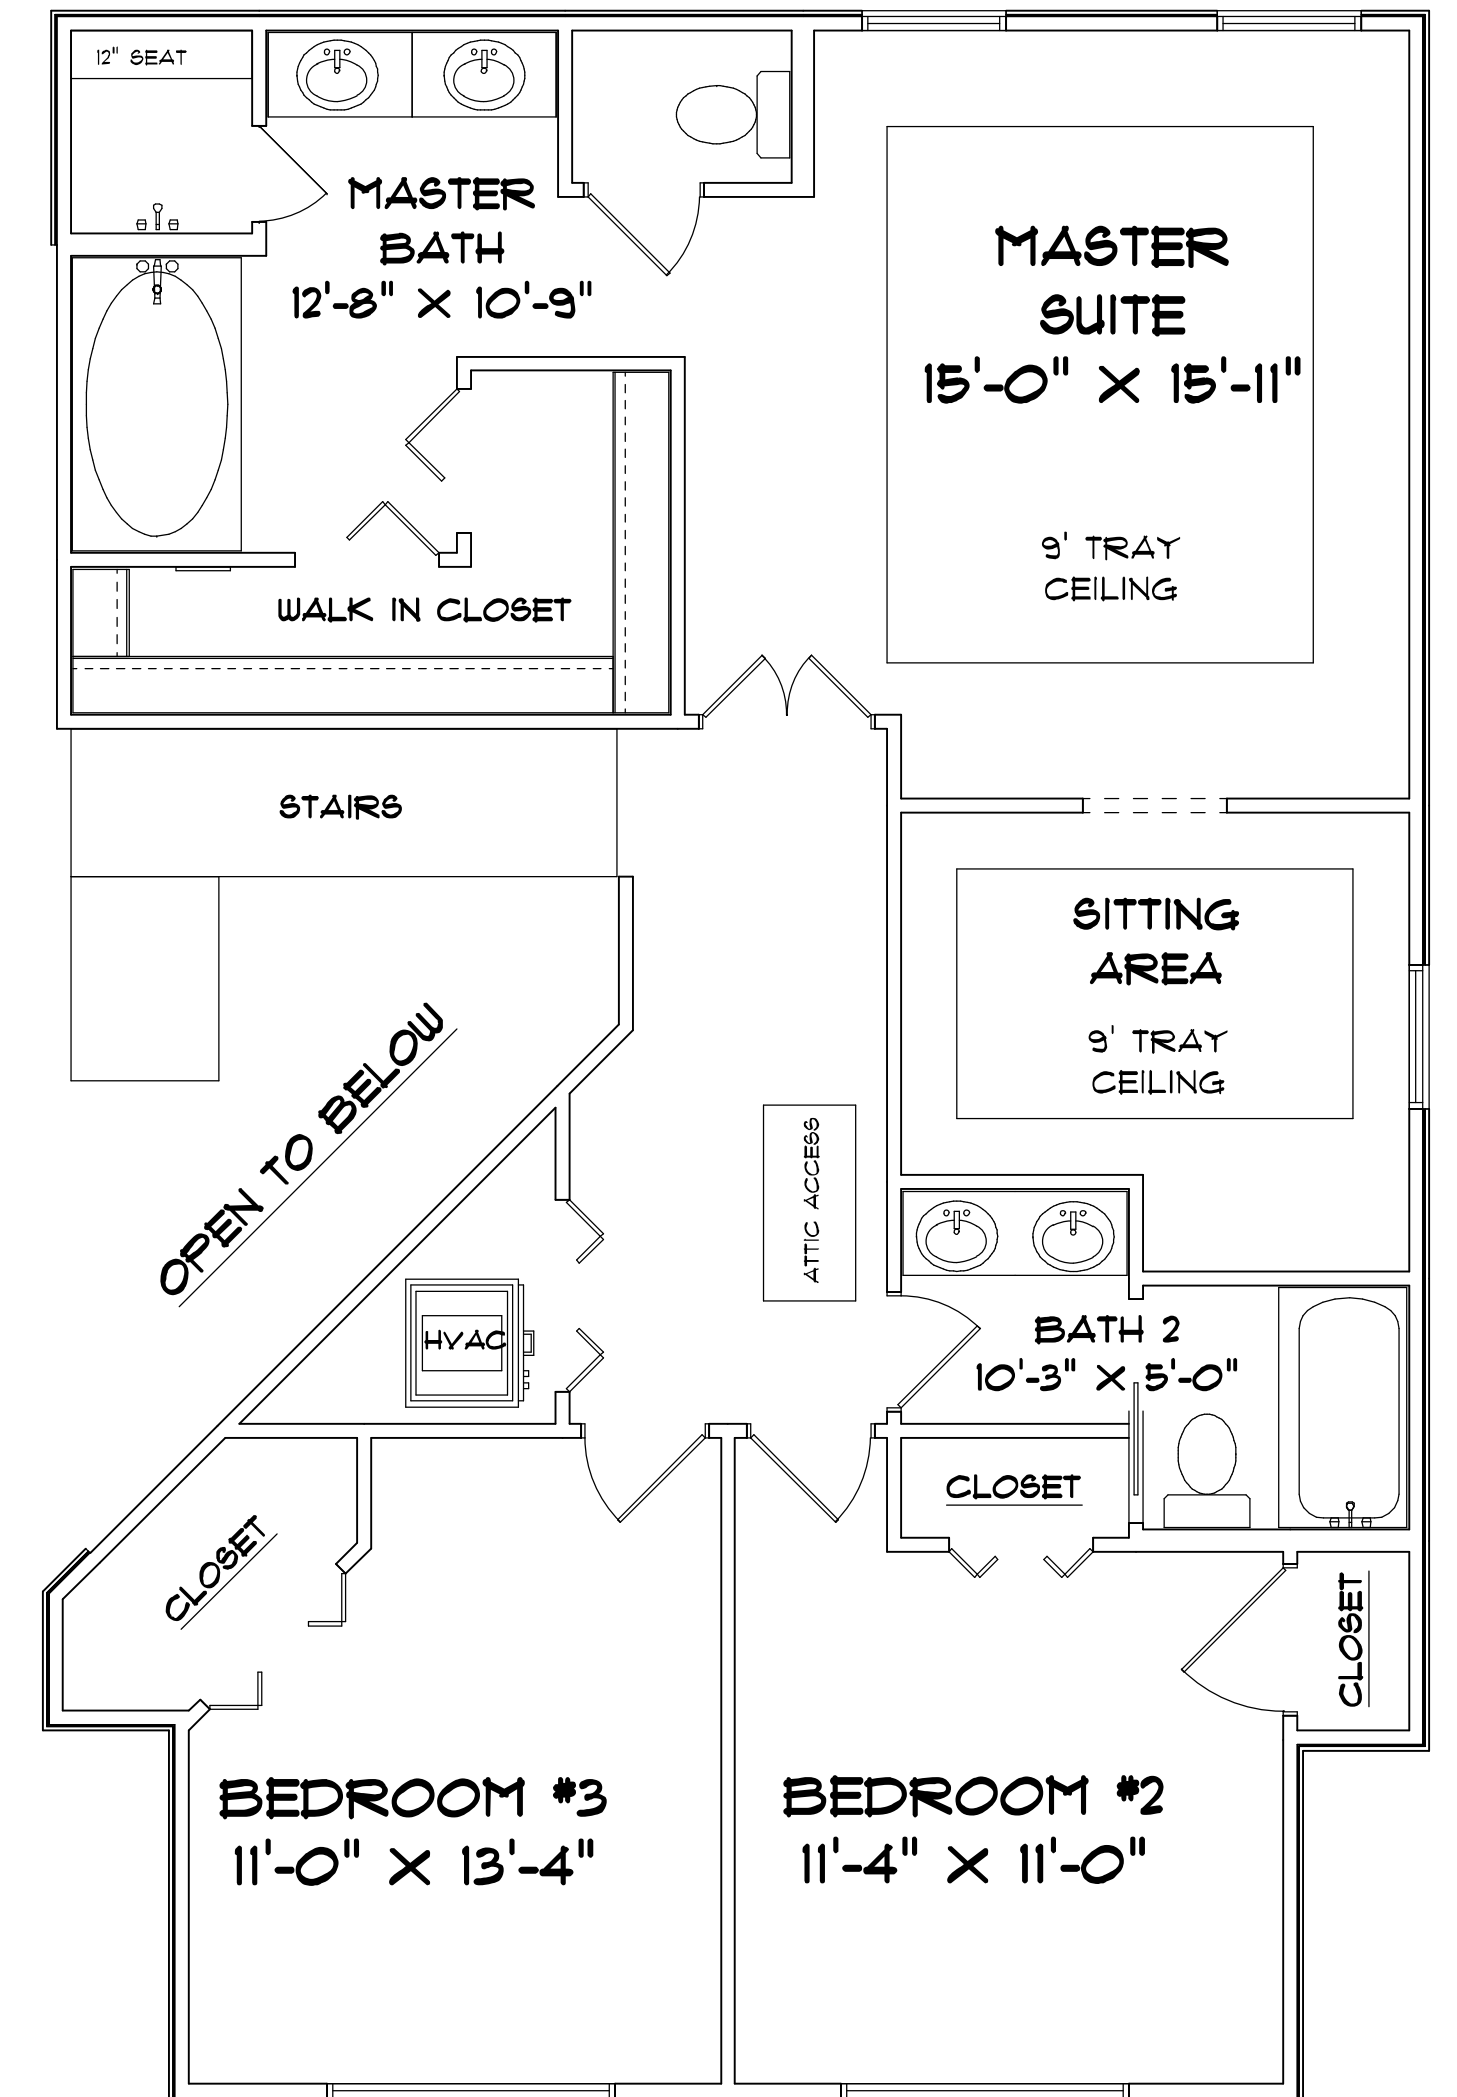 12" SEAT
MASTER
BATH
12'-8" X 10'-9"
MASTER
SUITE
15'-0" X 15'-11"
9' TRAY
CEILING
WALK IN CLOSET
STAIRS
SITTING
AREA
9' TRAY
CEILING
OPEN TO BELOW
ATTIC ACCESS
HVAC
BATH 2
10'-3" X 5'-0"
CLOSET
CLOSET
CLOSET
BEDROOM #3
11'-0" X 13'-4"
BEDROOM #2
11'-4" X 11'-0"